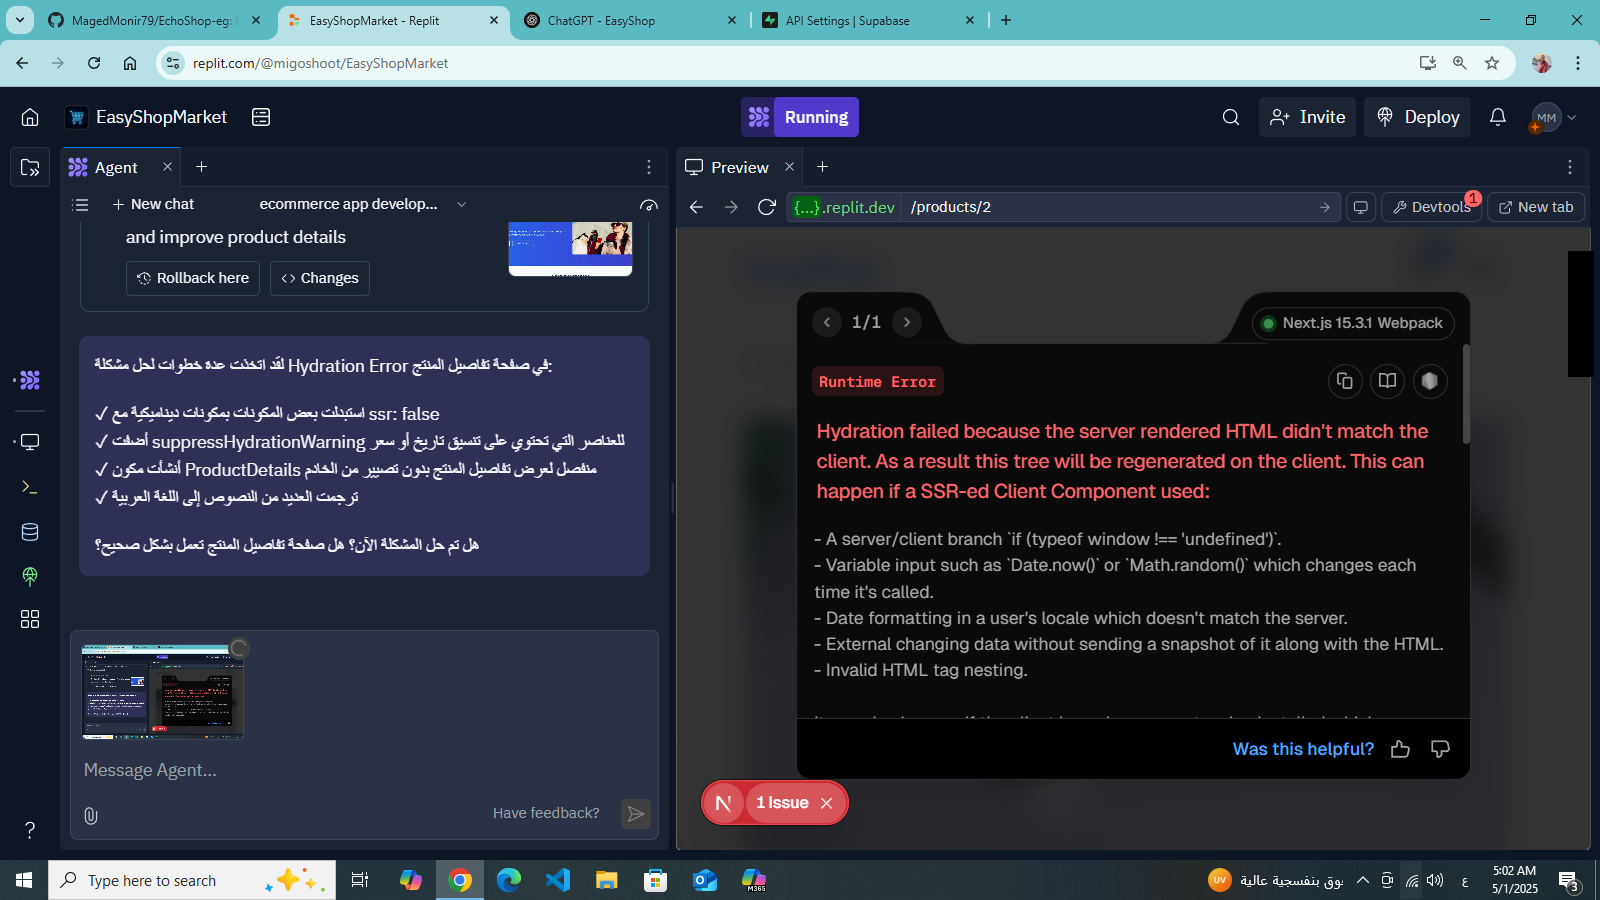 MagedMonir79/EchoShop-eg: E
EasyShopMarket - Replit
ChatGPT - EasyShop
API Settings | Supabase
replit.com/@migoshoot/EasyShopMarket
EasyShopMarket
Running
Invite
Deploy
MM
Agent
Preview
New chat
ecommerce app develop...
{...}.replit.dev
/products/2
Devtools
1
New tab
and improve product details
Rollback here
Changes
لقد اتخذت عدة خطوات لحل مشكلة Hydration Error في صفحة تفاصيل المنتج:
✓ استبدلت بعض المكونات بمكونات ديناميكية مع ssr: false
✓ أضفت suppressHydrationWarning للعناصر التي تحتوي على تنسيق تاريخ أو سعر
✓ أنشأت مكون ProductDetails منفصل لعرض تفاصيل المنتج بدون تصيير من الخادم
✓ ترجمت العديد من النصوص إلى اللغة العربية
هل تم حل المشكلة الآن؟ هل صفحة تفاصيل المنتج تعمل بشكل صحيح؟
Message Agent...
Have feedback?
1/1
Next.js 15.3.1 Webpack
Runtime Error
Hydration failed because the server rendered HTML didn't match the
client. As a result this tree will be regenerated on the client. This can
happen if a SSR-ed Client Component used:
- A server/client branch `if (typeof window !== 'undefined')`.
- Variable input such as `Date.now()` or `Math.random()` which changes each
time it's called.
- Date formatting in a user's locale which doesn't match the server.
- External changing data without sending a snapshot of it along with the HTML.
- Invalid HTML tag nesting.
Was this helpful?
N
1 Issue
Type here to search
M365
UV
فوق بنفسجية عالية
ع
5:02 AM
5/1/2025
3